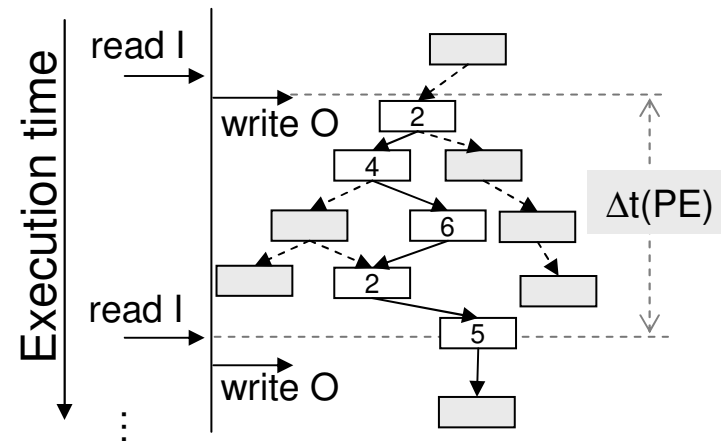 Execution time
read I
write O
2
4
6
2
5
Δt(PE)
read I
write O
...